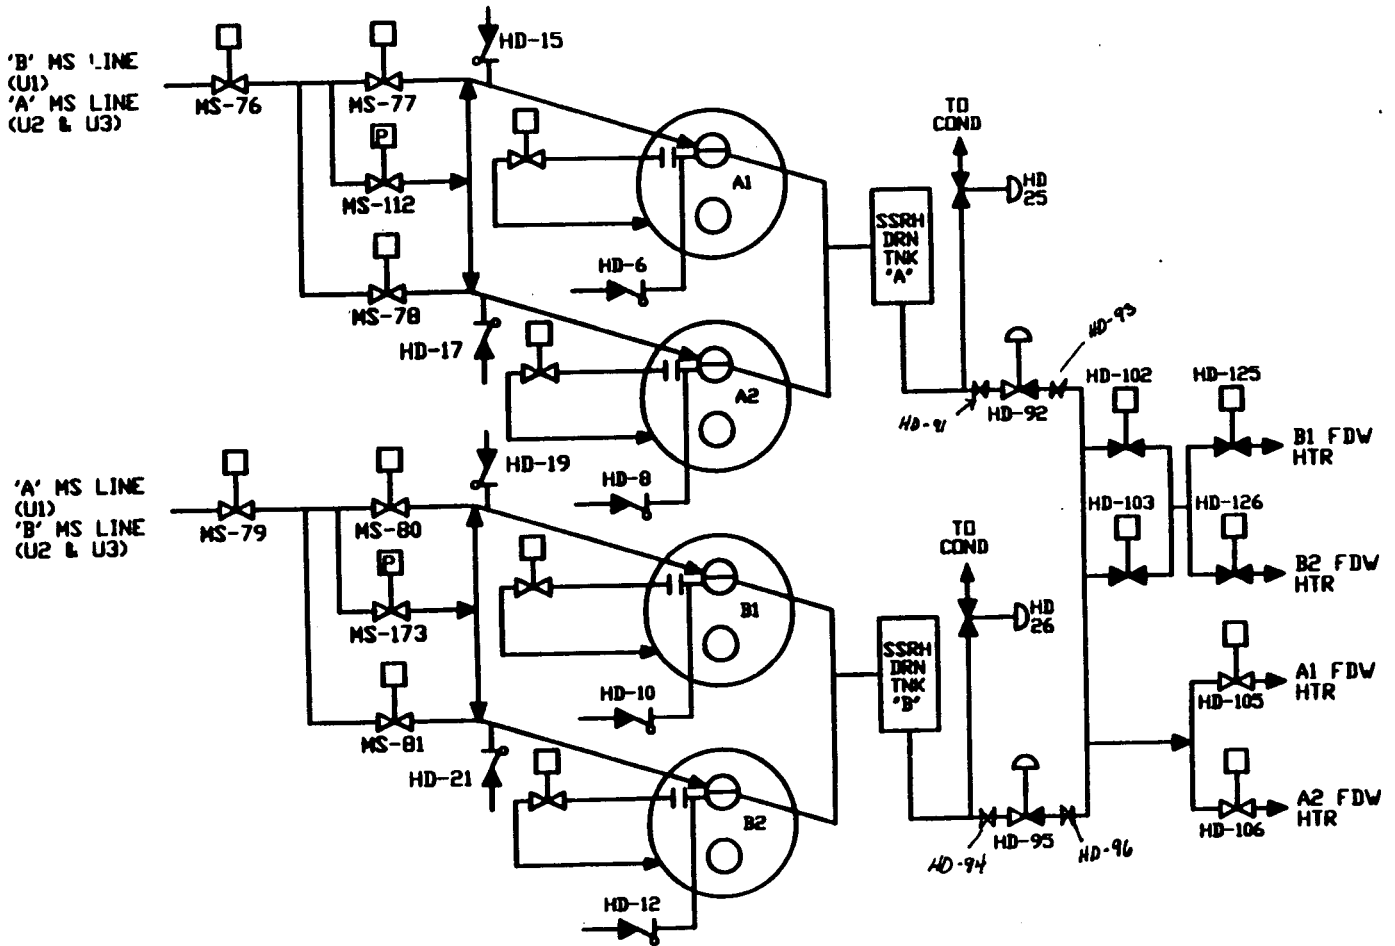 'B' MS LINE
(U1)
'A' MS LINE
(U2 & U3)
MS-76
MS-77
HD-15
P
MS-112
MS-78
HD-17
A1
HD-6
A2
HD-8
SSRH
DRN
TNK
'A'
TO
COND
HD
25
HD-91
HD-92
HD-93
HD-102
HD-103
HD-125
HD-126
B1 FDW
HTR
B2 FDW
HTR
'A' MS LINE
(U1)
'B' MS LINE
(U2 & U3)
MS-79
MS-80
HD-19
P
MS-173
MS-81
HD-21
B1
HD-10
B2
HD-12
SSRH
DRN
TNK
'B'
TO
COND
HD
26
HD-94
HD-95
HD-96
HD-105
HD-106
A1 FDW
HTR
A2 FDW
HTR